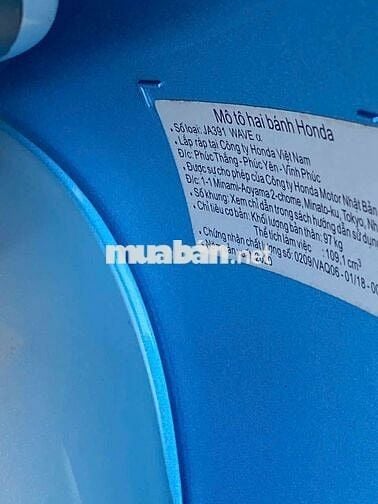 Mô tô hai bánh Honda
• Số loại: JA391 WAVE α
• Lắp ráp tại Công ty Honda Việt Nam
Đ/c: Phúc Thắng - Phúc Yên - Vĩnh Phúc
• Được sự cho phép của Công ty Honda Motor Nhật Bản
Đ/c: 1-1 Minami-Aoyama 2-chome, Minato-ku, Tokyo, Nh
• Số khung: Xem chỉ dẫn trong sách hướng dẫn sử dụng
• Chỉ tiêu cơ bản: Khối lượng bản thân: 97 kg
Thể tích làm việc : 109,1 cm³
• Chứng nhận chất lượng số: 0209/VAQ06 - 01/18 - 00
muaban.net